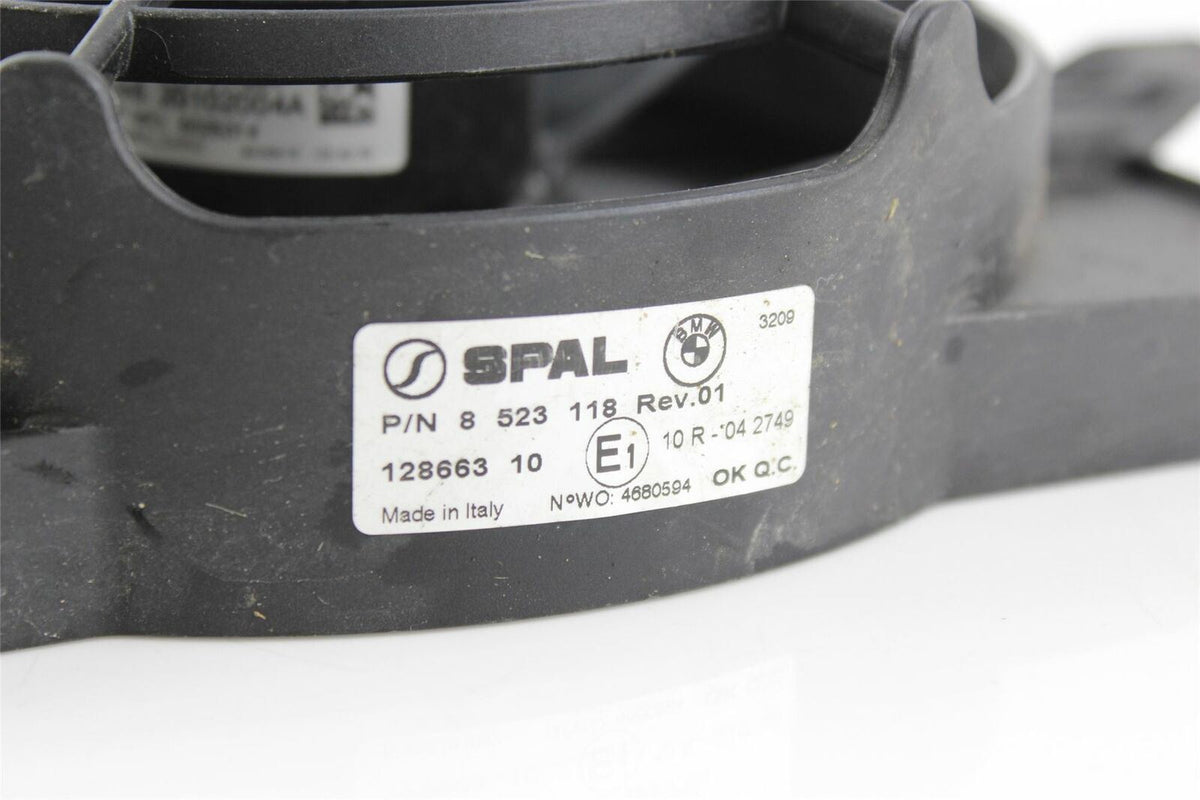 SPAL
BMW
3209
P/N 8 523 118 Rev.01
128663 10
E1
10 R - 04 2749
Made in Italy
N°WO: 4680594
OK Q.C.